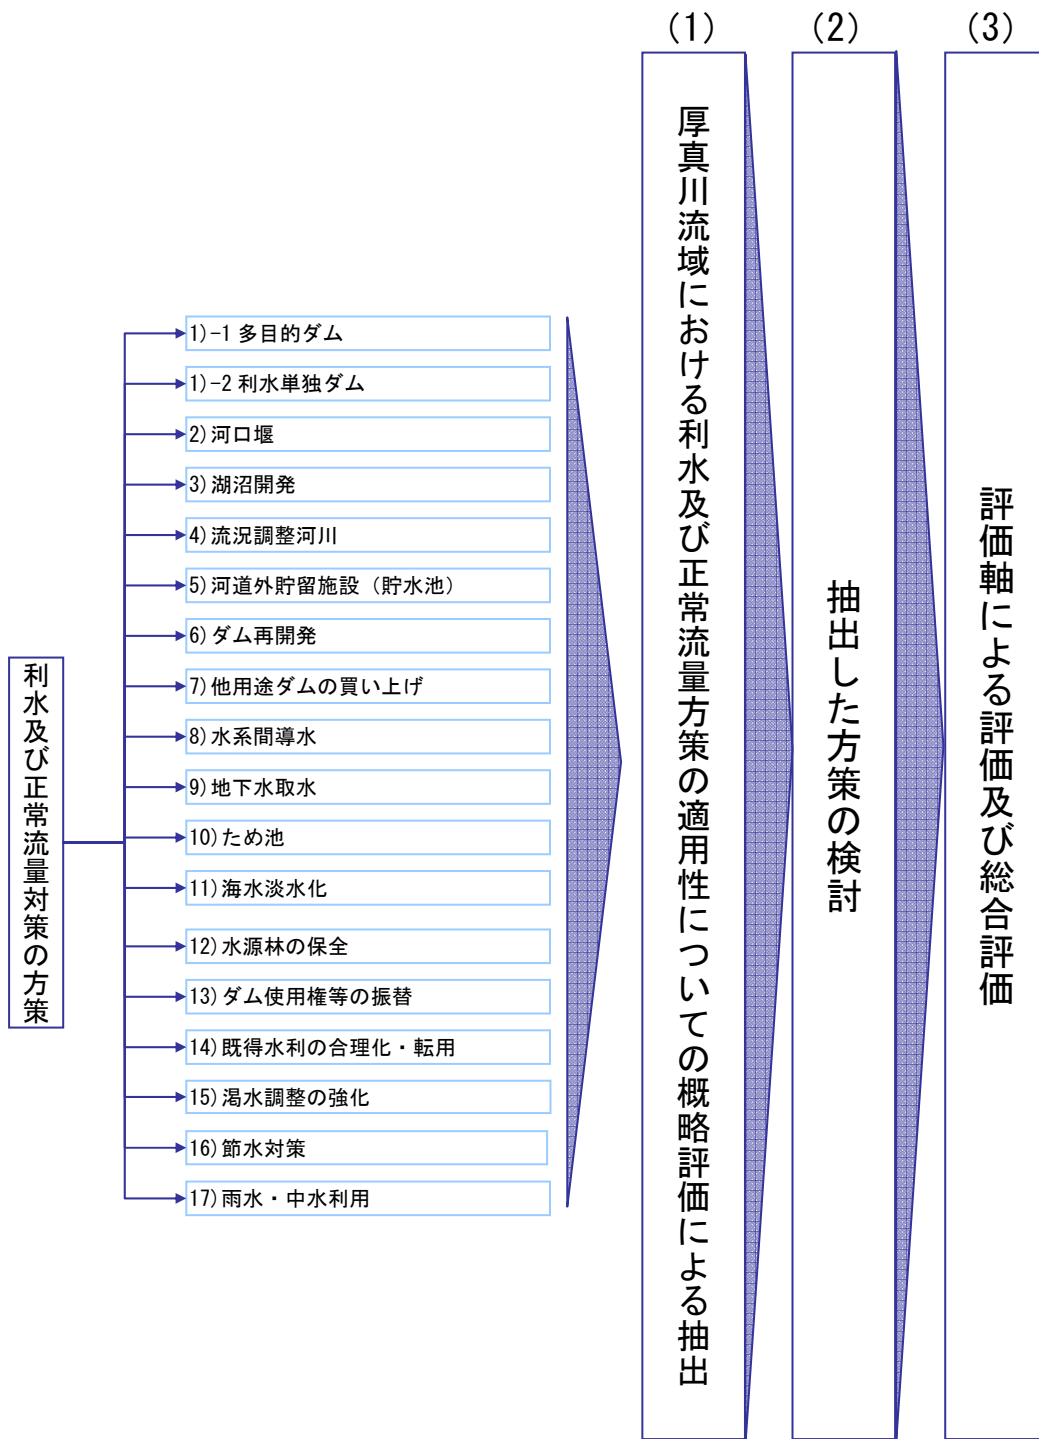 利水及び正常流量対策の方策
1)-1 多目的ダム
1)-2 利水単独ダム
2)河口堰
3)湖沼開発
4)流況調整河川
5)河道外貯留施設（貯水池）
6)ダム再開発
7)他用途ダムの買い上げ
8)水系間導水
9)地下水取水
10)ため池
11)海水淡水化
12)水源林の保全
13)ダム使用権等の振替
14)既得水利の合理化・転用
15)渇水調整の強化
16)節水対策
17)雨水・中水利用
(1)
厚真川流域における利水及び正常流量方策の適用性についての概略評価による抽出
(2)
抽出した方策の検討
(3)
評価軸による評価及び総合評価